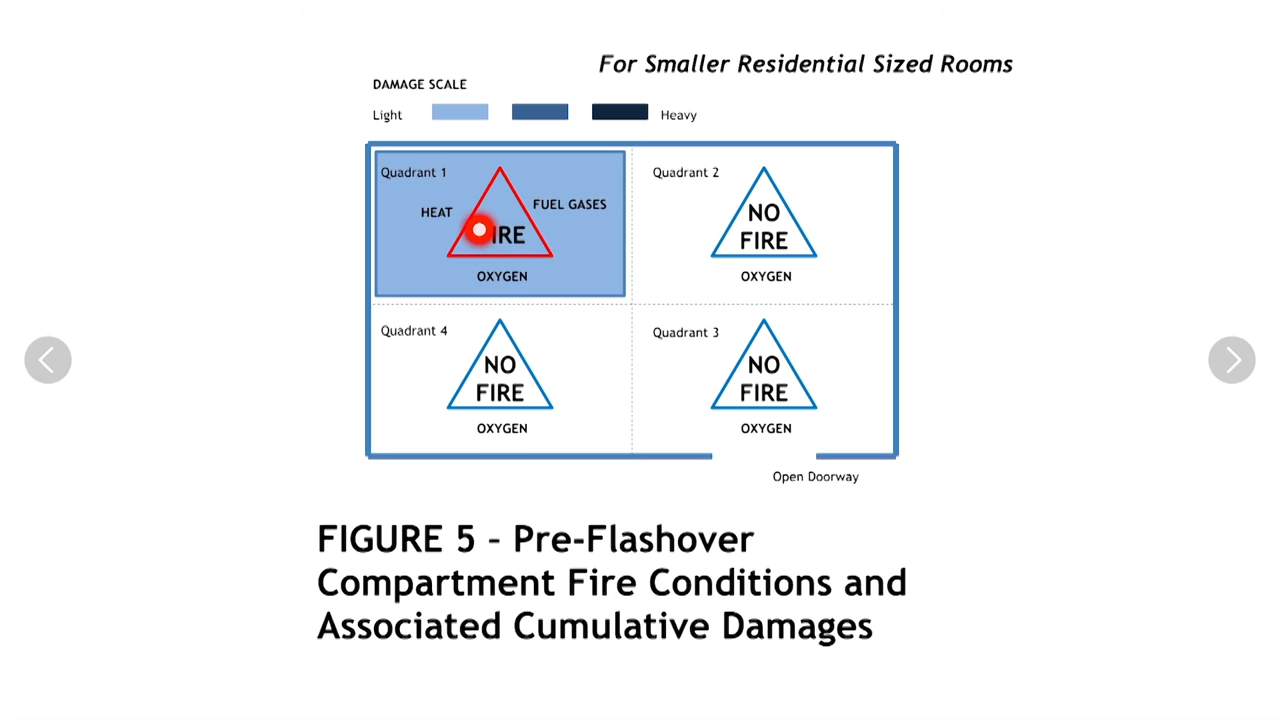 For Smaller Residential Sized Rooms
DAMAGE SCALE
Light
Heavy
Quadrant 1
HEAT
FUEL GASES
IRE
OXYGEN
Quadrant 2
NO
FIRE
OXYGEN
Quadrant 4
NO
FIRE
OXYGEN
Quadrant 3
NO
FIRE
OXYGEN
Open Doorway
FIGURE 5 – Pre-Flashover
Compartment Fire Conditions and
Associated Cumulative Damages